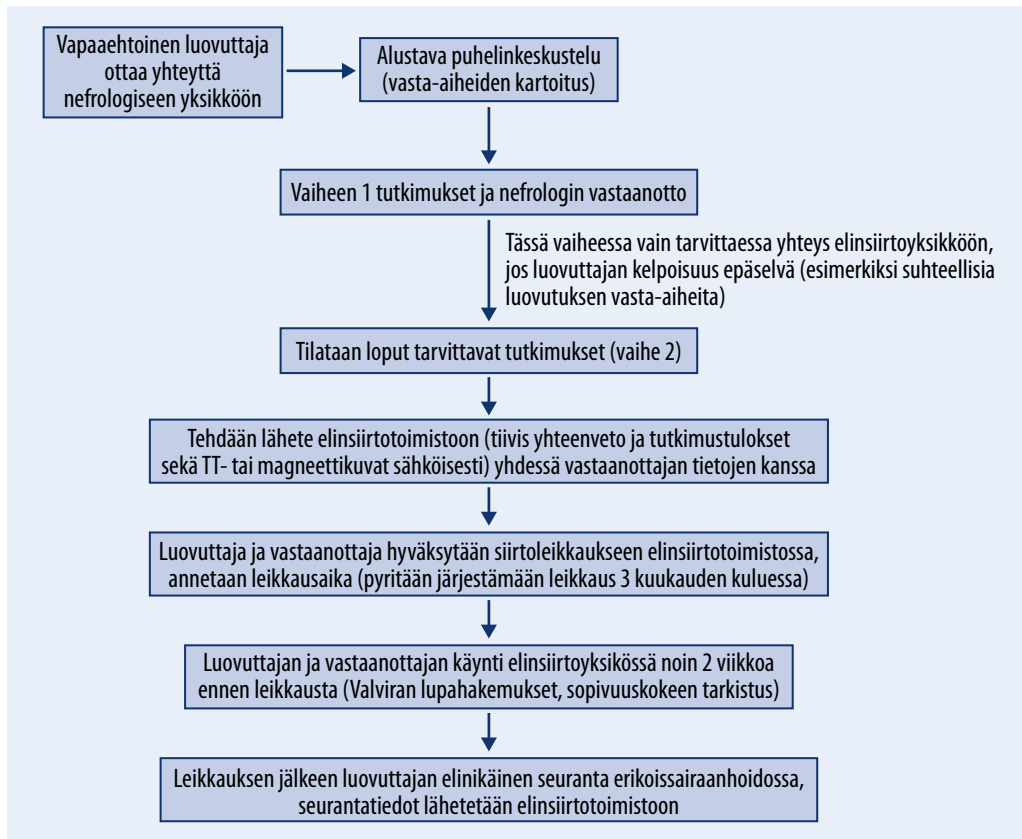 Vapaaehtoinen luovuttaja
ottaa yhteyttä
nefrologiseen yksikköön
Alustava puhelinkeskustelu
(vasta-aiheiden kartoitus)
Vaiheen 1 tutkimukset ja nefrologin vastaanotto
Tässä vaiheessa vain tarvittaessa yhteys elinsiirtoyksikköön,
jos luovuttajan kelpoisuus epäselvä (esimerkiksi suhteellisia
luovutuksen vasta-aiheita)
Tilataan loput tarvittavat tutkimukset (vaihe 2)
Tehdään lähete elinsiirtotoimistoon (tiivis yhteenveto ja tutkimustulokset
sekä TT- tai magneettikuvat sähköisesti) yhdessä vastaanottajan tietojen kanssa
Luovuttaja ja vastaanottaja hyväksytään siirtoleikkaukseen elinsiirtotoimistossa,
annetaan leikkausaika (pyritään järjestämään leikkaus 3 kuukauden kuluessa)
Luovuttajan ja vastaanottajan käynti elinsiirtoyksikössä noin 2 viikkoa
ennen leikkausta (Valviran lupahakemukset, sopivuuskokeen tarkistus)
Leikkauksen jälkeen luovuttajan elinikäinen seuranta erikoissairaanhoidossa,
seurantatiedot lähetetään elinsiirtotoimistoon